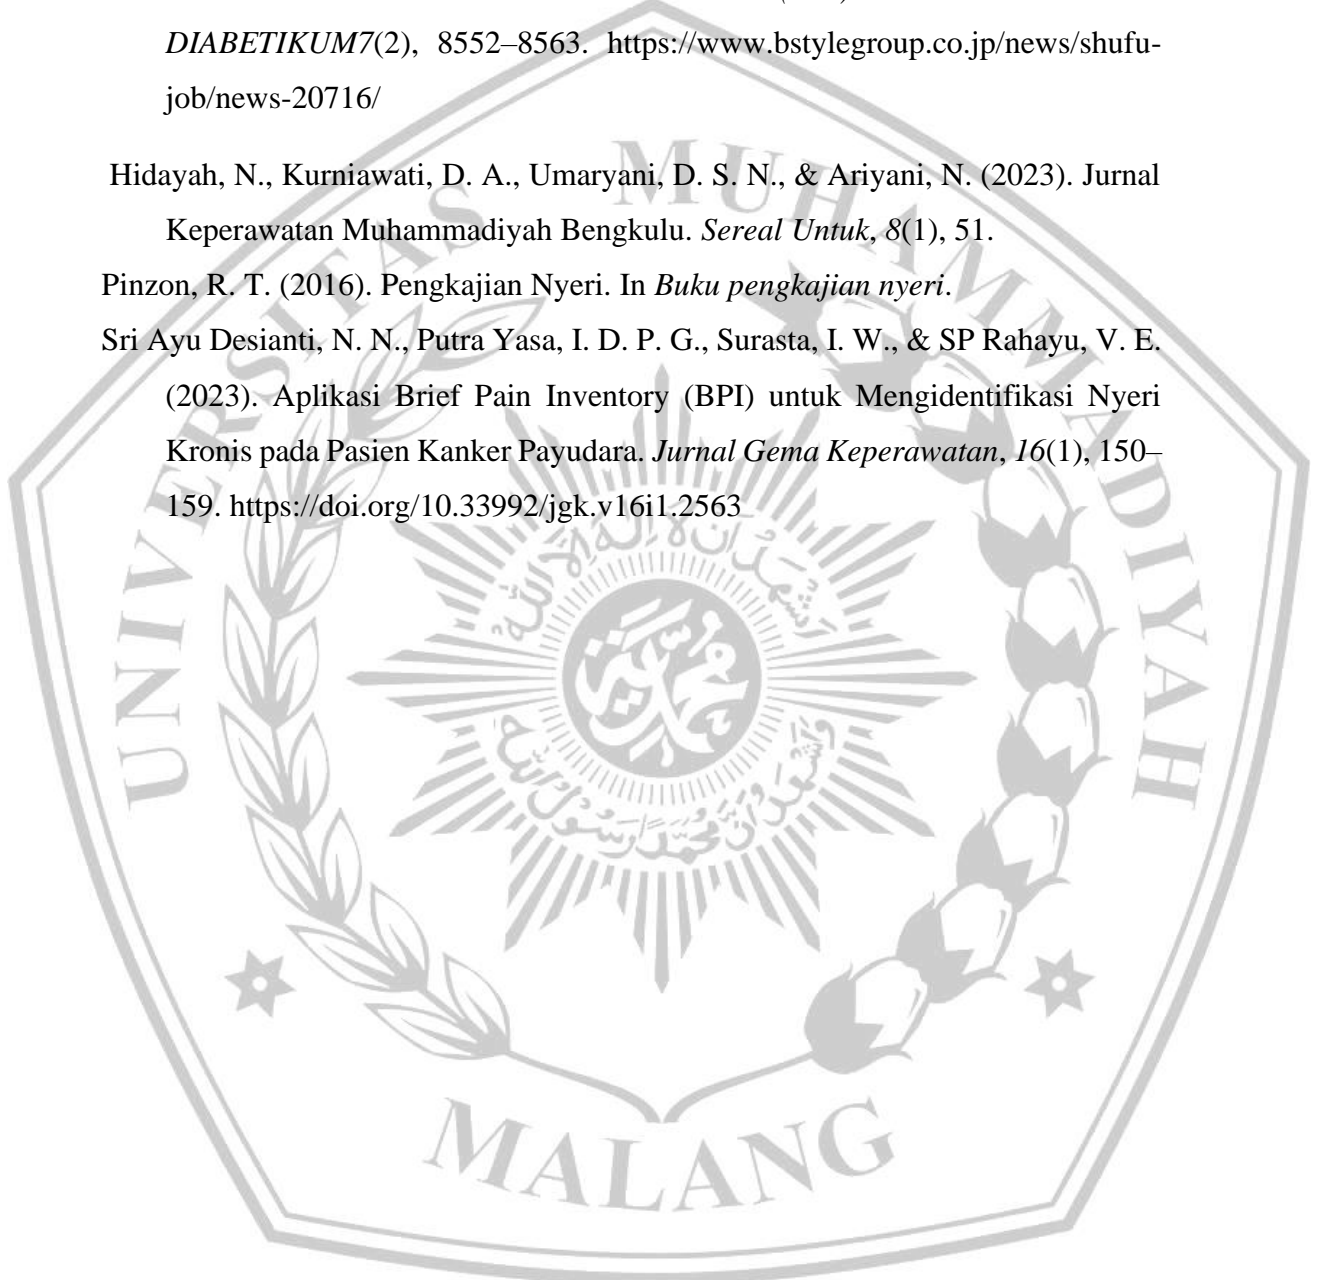 DIABETIKUM7(2), 8552–8563. https://www.bstylegroup.co.jp/news/shufu-
job/news-20716/
Hidayah, N., Kurniawati, D. A., Umaryani, D. S. N., & Ariyani, N. (2023). Jurnal
Keperawatan Muhammadiyah Bengkulu. Sereal Untuk, 8(1), 51.
Pinzon, R. T. (2016). Pengkajian Nyeri. In Buku pengkajian nyeri.
Sri Ayu Desianti, N. N., Putra Yasa, I. D. P. G., Surasta, I. W., & SP Rahayu, V. E.
(2023). Aplikasi Brief Pain Inventory (BPI) untuk Mengidentifikasi Nyeri
Kronis pada Pasien Kanker Payudara. Jurnal Gema Keperawatan, 16(1), 150–
159. https://doi.org/10.33992/jgk.v16i1.2563
UNIVERSITAS MUHAMMADIYAH
MALANG